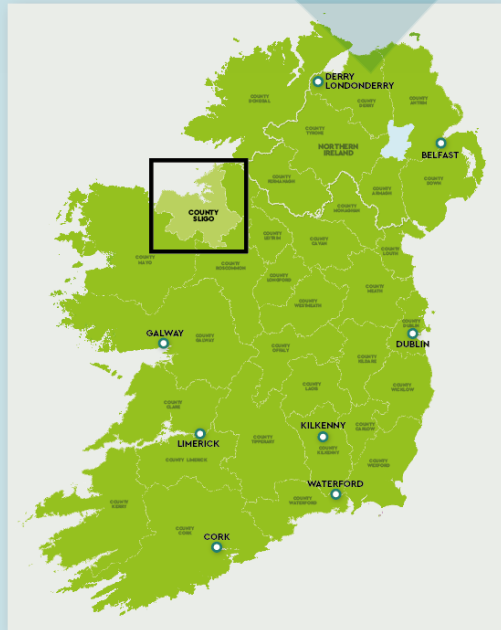 DERRY
LONDONDERRY
COUNTY
DONEGAL
COUNTY
DERRY
COUNTY
ANTRIM
COUNTY
TYRONE
NORTHERN
IRELAND
BELFAST
COUNTY
FERMANAGH
COUNTY
ARMAGH
COUNTY
DOWN
COUNTY
MONAGHAN
COUNTY
SLIGO
COUNTY
LEITRIM
COUNTY
CAVAN
COUNTY
LOUTH
COUNTY
MAYO
COUNTY
ROSCOMMON
COUNTY
LONGFORD
COUNTY
MEATH
COUNTY
WESTMEATH
COUNTY
DUBLIN
DUBLIN
GALWAY
COUNTY
GALWAY
COUNTY
OFFALY
COUNTY
KILDARE
COUNTY
LAOIS
COUNTY
WICKLOW
COUNTY
CLARE
LIMERICK
COUNTY
TIPPERARY
KILKENNY
COUNTY
KILKENNY
COUNTY
CARLOW
COUNTY LIMERICK
COUNTY
WEXFORD
WATERFORD
COUNTY
WATERFORD
COUNTY
KERRY
COUNTY
CORK
CORK